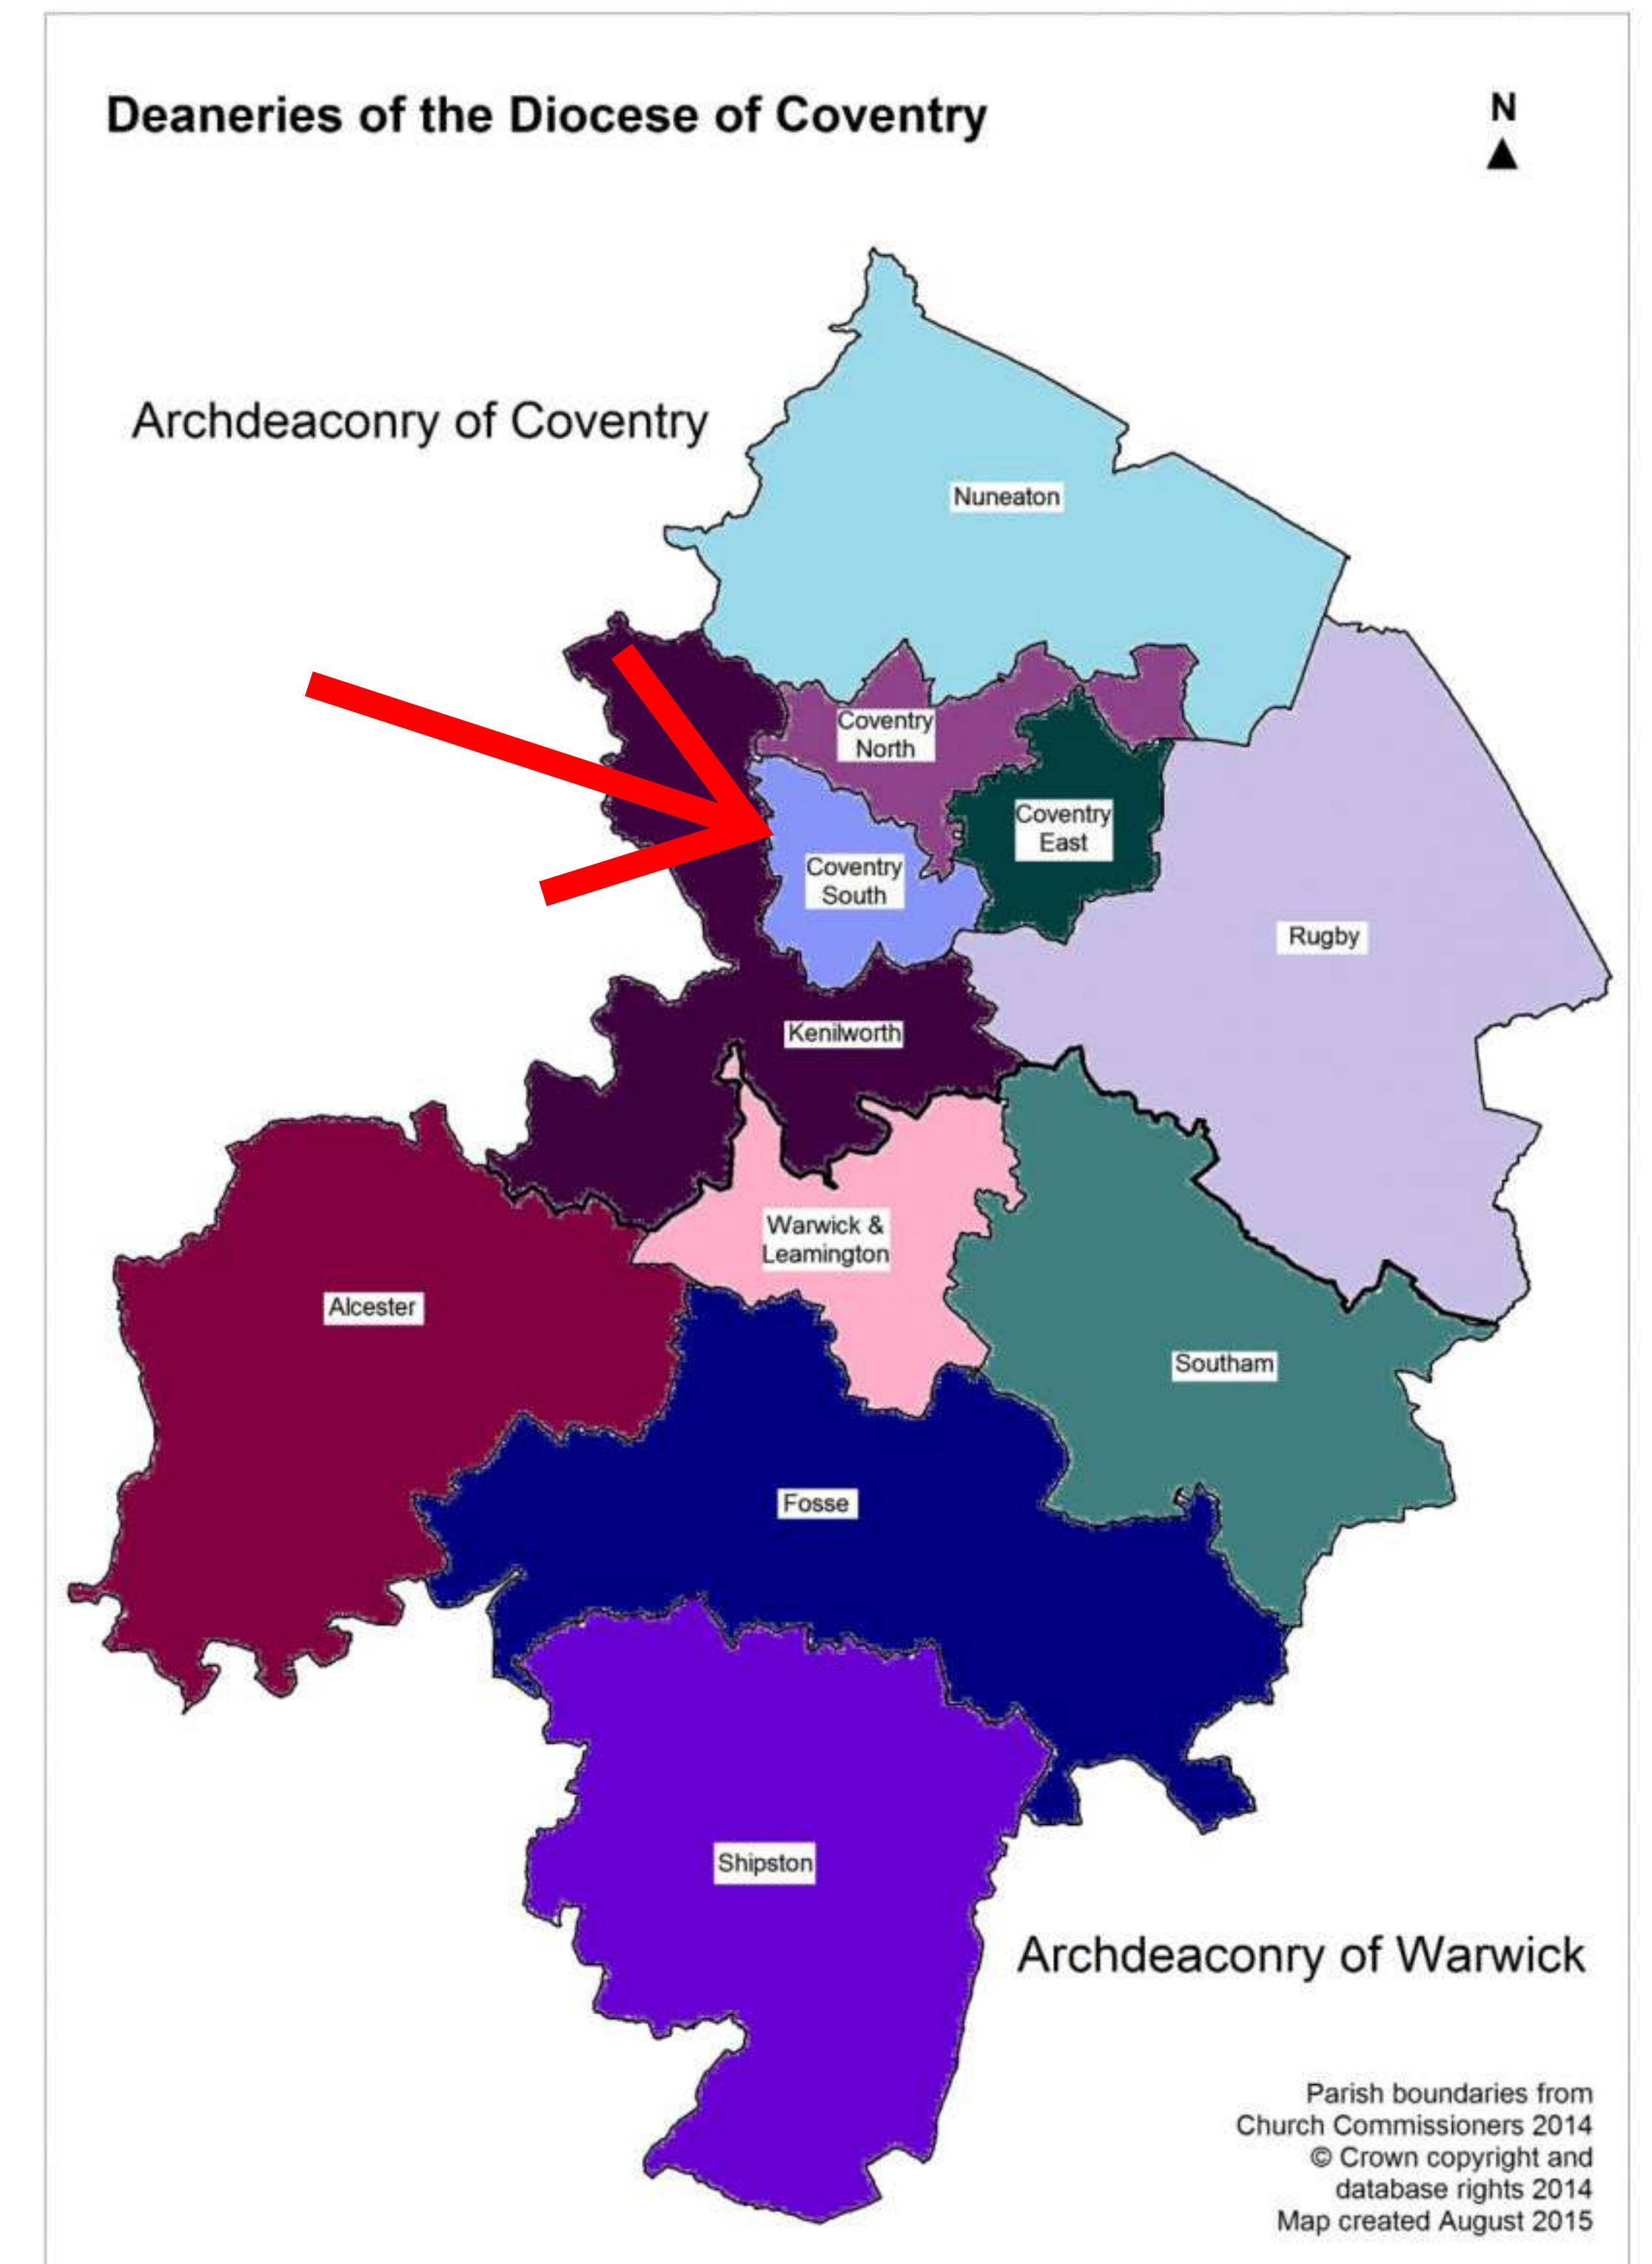 Deaneries of the Diocese of Coventry
N
Archdeaconry of Coventry
Nuneaton
Coventry
North
Coventry
East
Coventry
South
Rugby
Kenilworth
Warwick &
Leamington
Alcester
Southam
Fosse
Shipston
Archdeaconry of Warwick
Parish boundaries from
Church Commissioners 2014
© Crown copyright and
database rights 2014
Map created August 2015